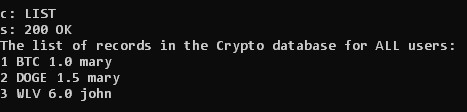 c: LIST
s: 200 OK
The list of records in the Crypto database for ALL users:
1 BTC 1.0 mary
2 DOGE 1.5 mary
3 WLV 6.0 john